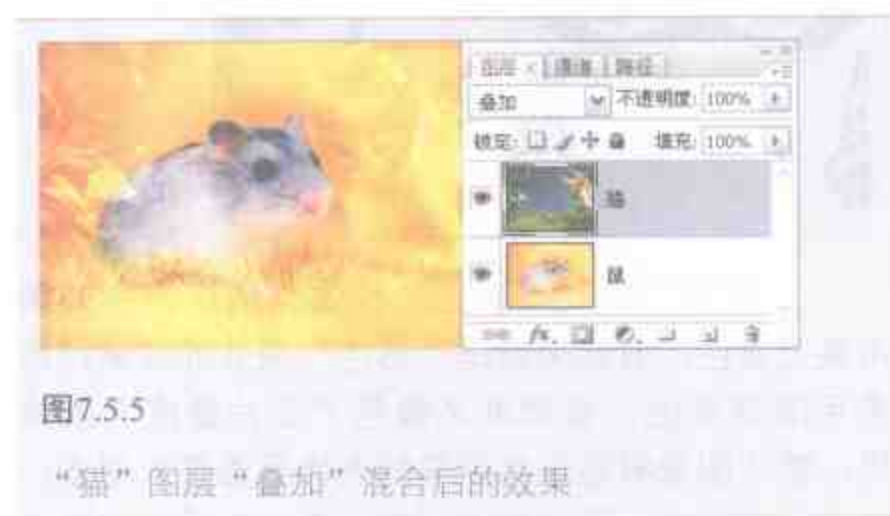 图层 × 通道 路径
叠加 不透明度: 100%
锁定: 填充: 100%
猫
鼠
图7.5.5
“猫”图层“叠加”混合后的效果